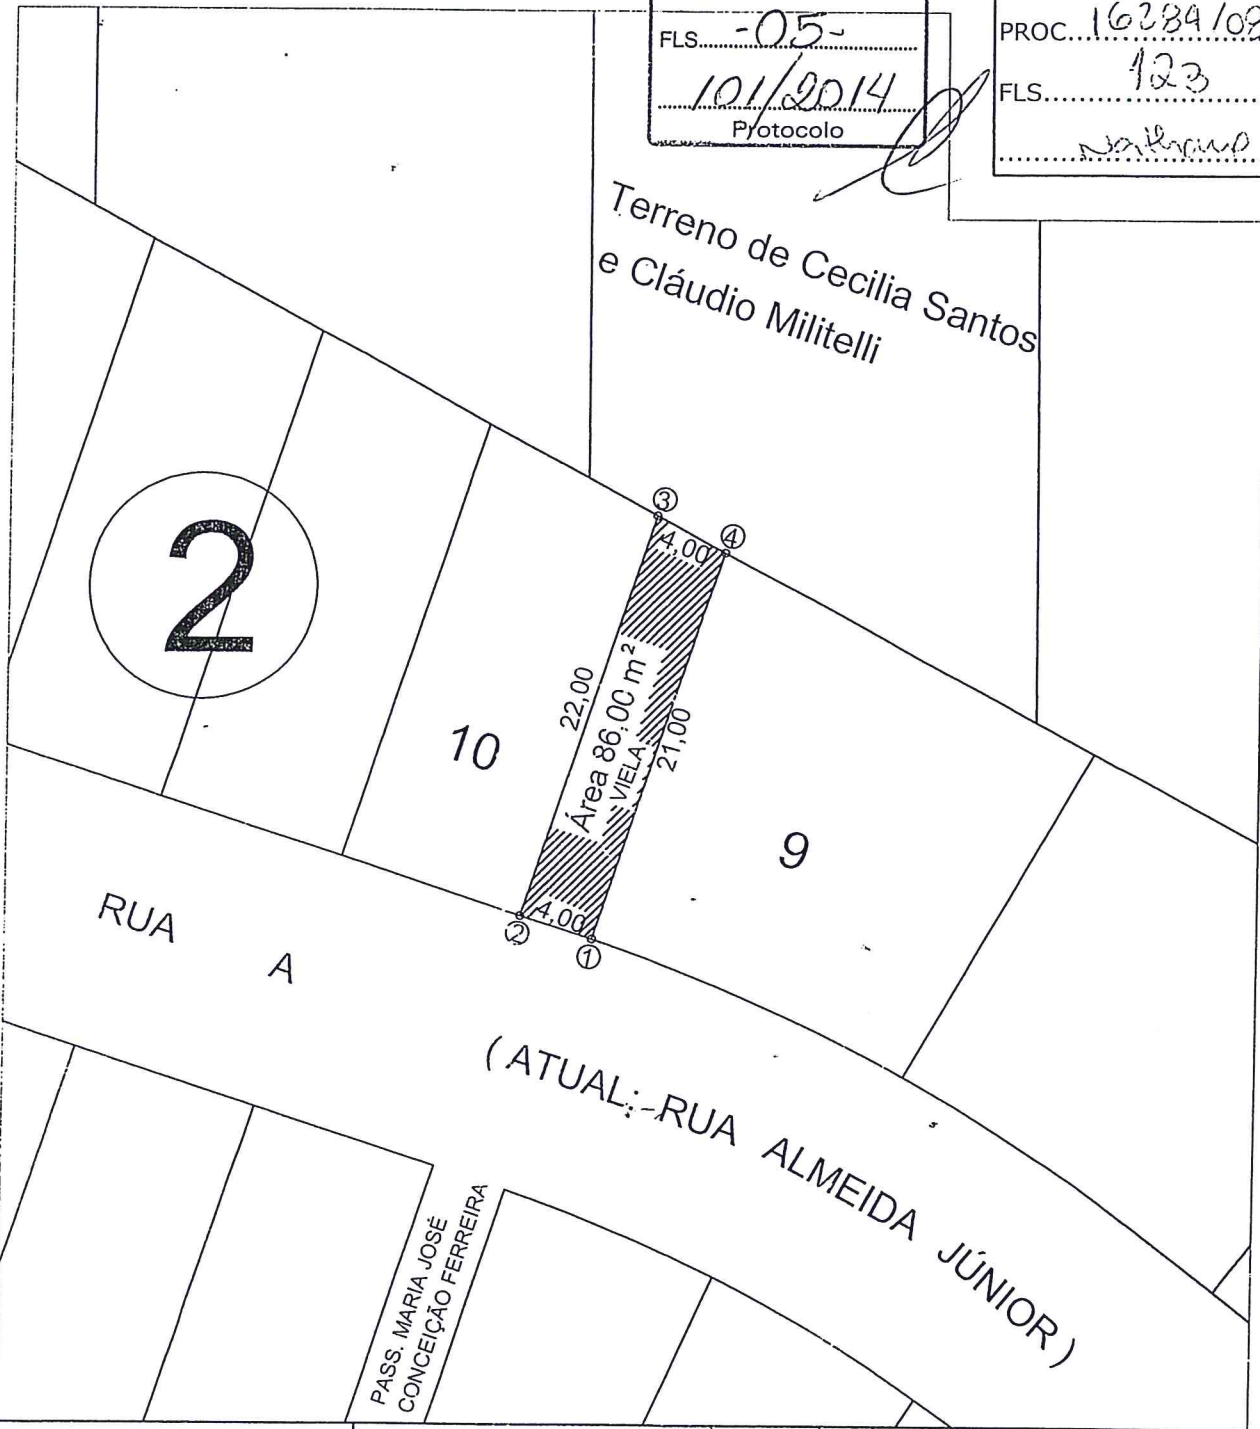 FLS. -05-
101/2014
Protocolo
PROC. 16284/08
FLS. 123
Terreno de Cecilia Santos
e Cláudio Militelli
2
3
4
4,00
22,00
Área 86,00 m²
VIELA
21,00
10
9
4,00
2
1
RUA A
(ATUAL: RUA ALMEIDA JÚNIOR)
PASS. MARIA JOSÉ
CONCEIÇÃO FERREIRA